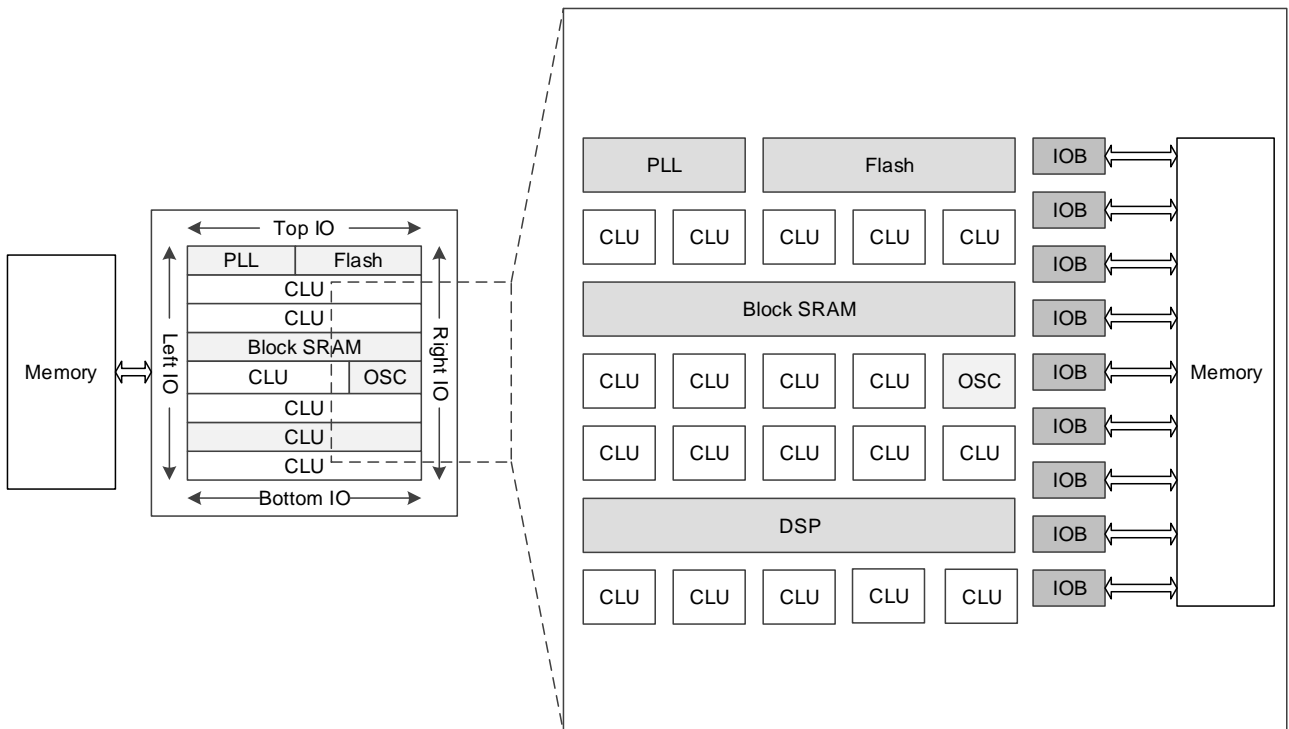 Memory
Top IO
Left IO
PLL Flash
CLU
CLU
Block SRAM
CLU OSC
CLU
CLU
CLU
Right IO
Bottom IO
PLL Flash IOB
IOB
CLU CLU CLU CLU CLU
IOB
Block SRAM IOB
CLU CLU CLU CLU OSC IOB Memory
IOB
CLU CLU CLU CLU CLU
IOB
DSP IOB
CLU CLU CLU CLU CLU IOB